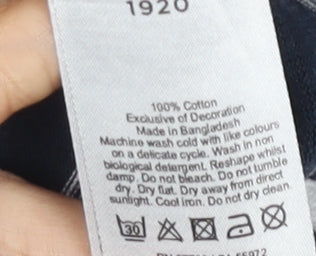 1920
100% Cotton
Exclusive of Decoration
Made in Bangladesh
Machine wash cold with like colours
on a delicate cycle. Wash in non
biological detergent. Reshape whilst
damp. Do not bleach. Do not tumble
dry. Dry flat. Dry away from direct
sunlight. Cool iron. Do not dry clean.
30